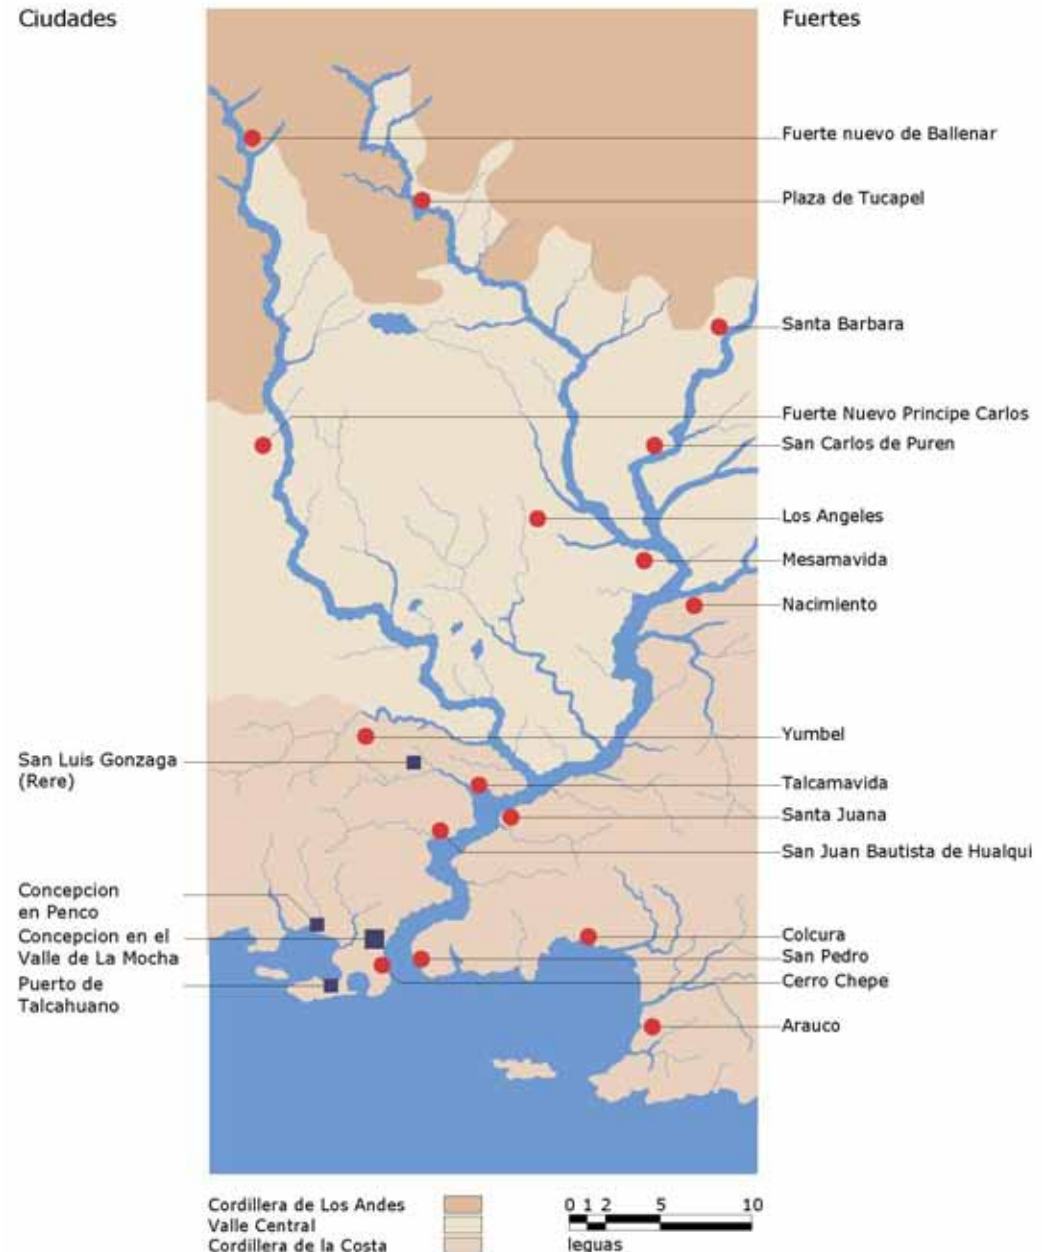 Ciudades
Fuertes
Fuerte nuevo de Ballenar
Plaza de Tucapel
Santa Barbara
Fuerte Nuevo Principe Carlos
San Carlos de Puren
Los Angeles
Mesamavida
Nacimiento
Yumbel
San Luis Gonzaga
(Rere)
Talcamavida
Santa Juana
San Juan Bautista de Hualqui
Concepcion
en Penco
Concepcion en el
Valle de La Mocha
Puerto de
Talcahuano
Colcura
San Pedro
Cerro Chepe
Arauco
Cordillera de Los Andes
Valle Central
Cordillera de la Costa
0 1 2 5 10
leguas